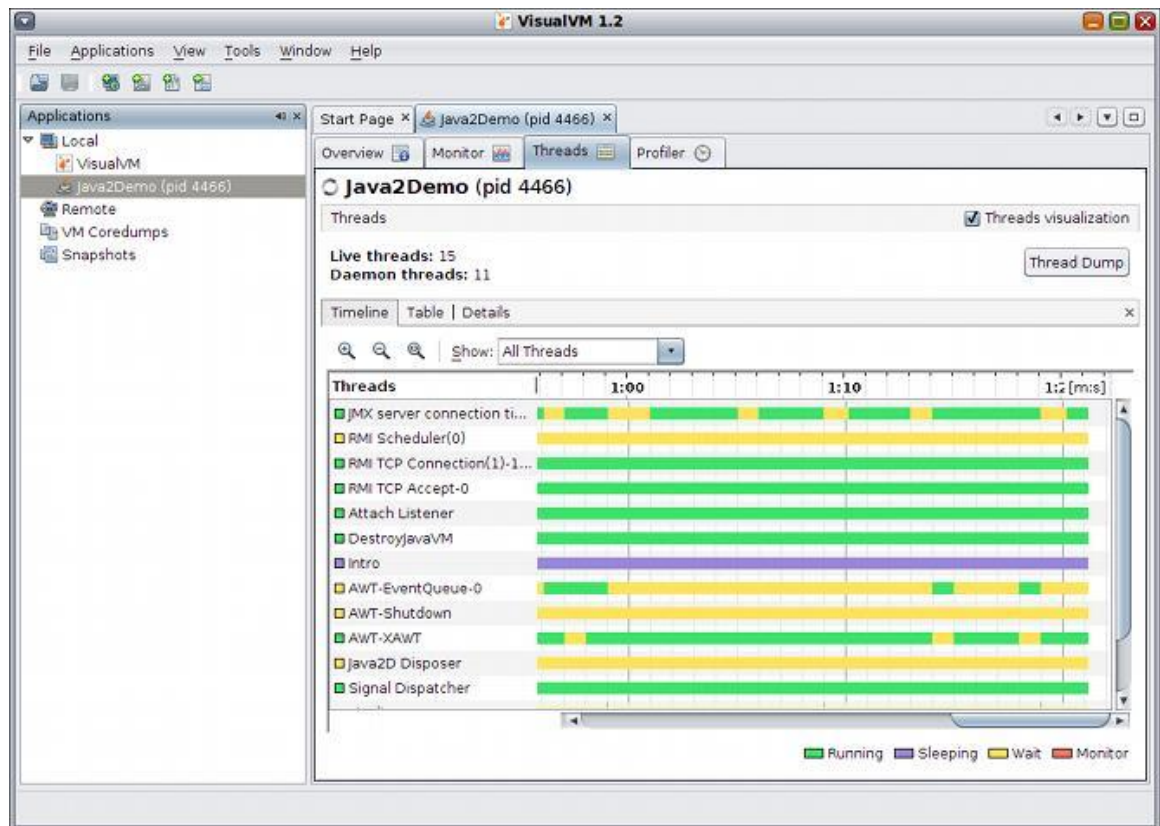 VisualVM 1.2
File Applications View Tools Window Help
Applications
Local
VisualVM
Java2Demo (pid 4466)
Remote
VM Coredumps
Snapshots
Start Page
Java2Demo (pid 4466)
Overview Monitor Threads Profiler
Java2Demo (pid 4466)
Threads
Threads visualization
Live threads: 15
Daemon threads: 11
Thread Dump
Timeline Table Details
Show: All Threads
Threads 1:00 1:10 1:2 [m:s]
JMX server connection ti...
RMI Scheduler(0)
RMI TCP Connection(1)-1...
RMI TCP Accept-0
Attach Listener
DestroyJavaVM
Intro
AWT-EventQueue-0
AWT-Shutdown
AWT-XAWT
Java2D Disposer
Signal Dispatcher
Running Sleeping Wait Monitor